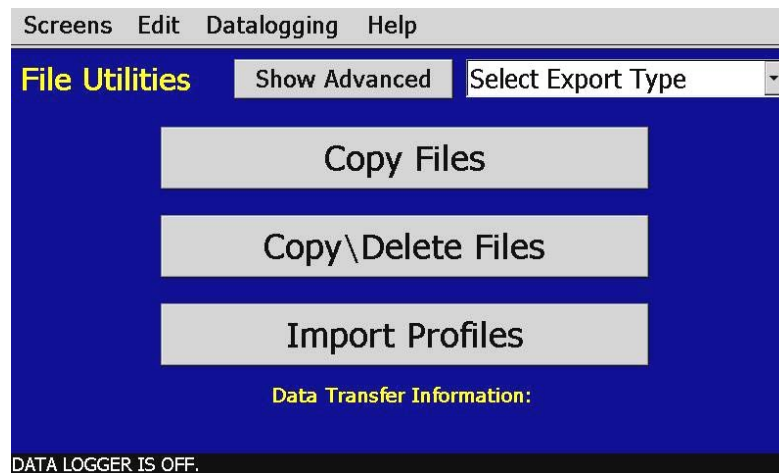 Screens Edit Datalogging Help
File Utilities Show Advanced Select Export Type
Copy Files
Copy\Delete Files
Import Profiles
Data Transfer Information:
DATA LOGGER IS OFF.